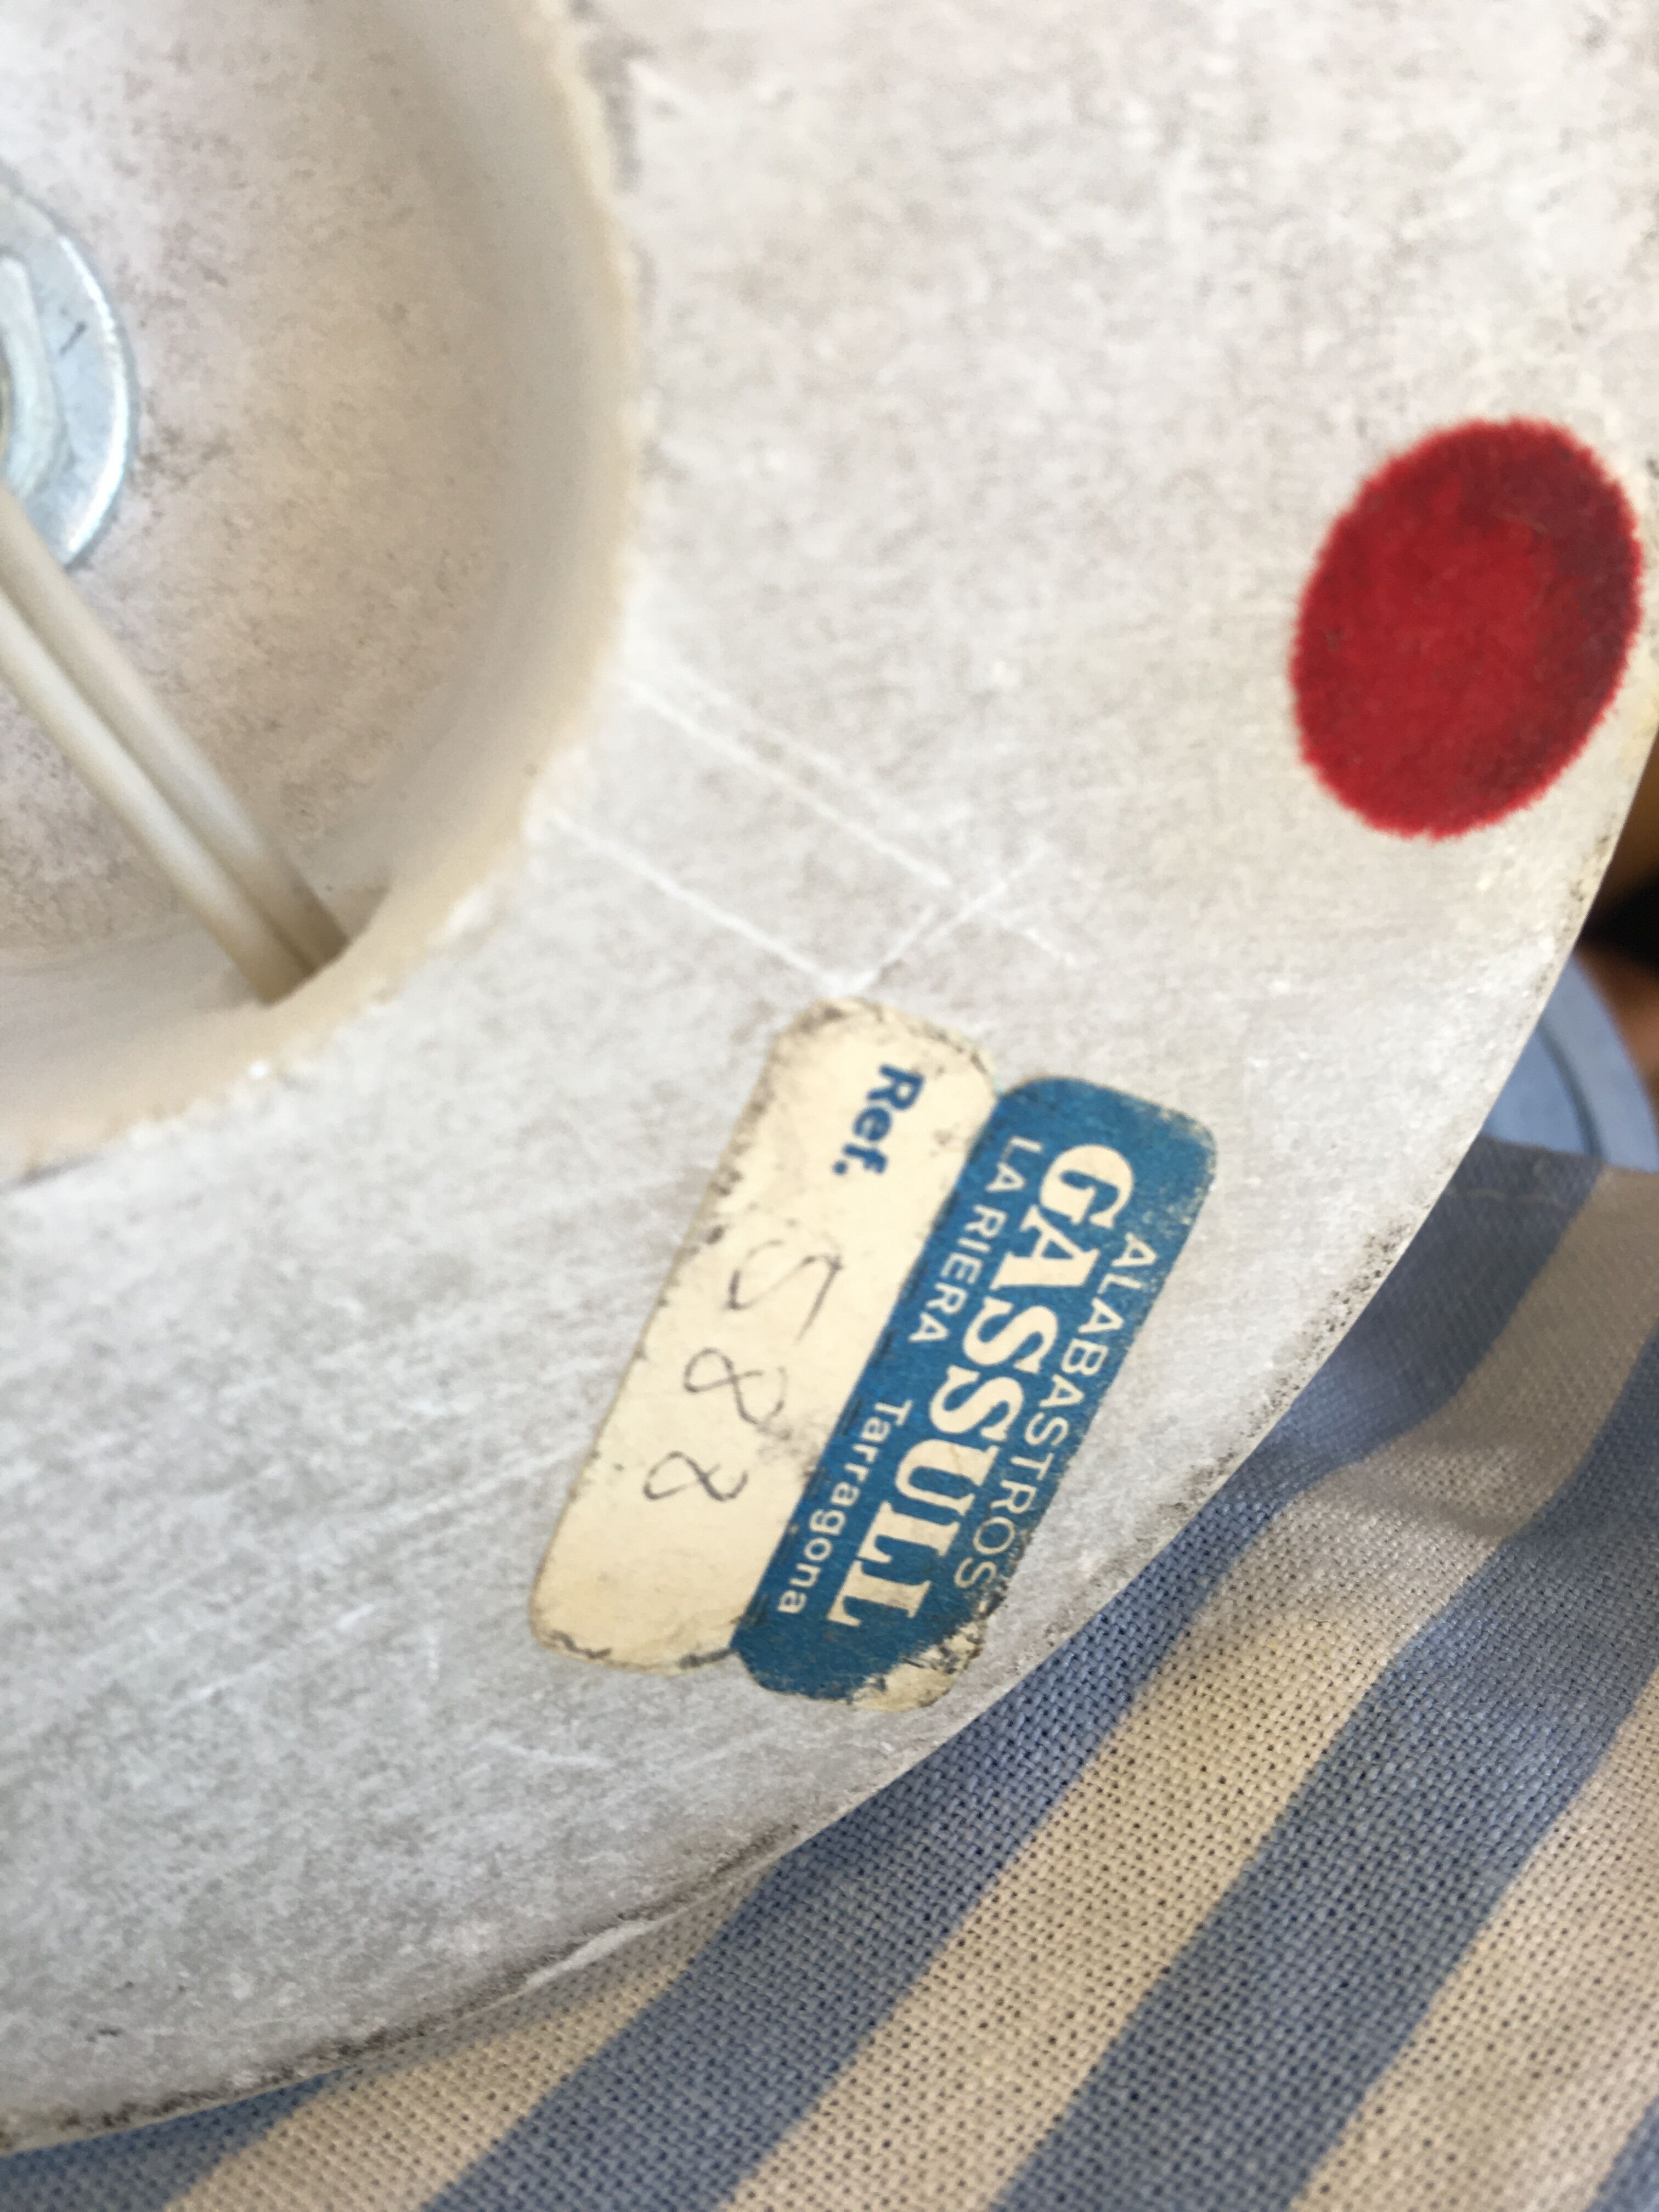 ALABASTROS
GASSULL
LA RIERA Tarragona
Ref. 588